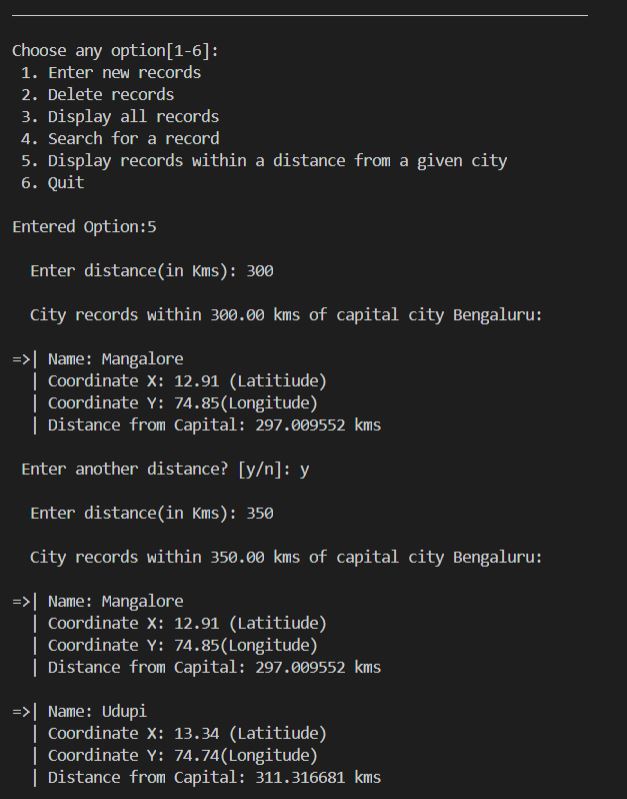 Choose any option[1-6]:
1. Enter new records
2. Delete records
3. Display all records
4. Search for a record
5. Display records within a distance from a given city
6. Quit
Entered Option:5
Enter distance(in Kms): 300
City records within 300.00 kms of capital city Bengaluru:
=>| Name: Mangalore
| Coordinate X: 12.91 (Latitiude)
| Coordinate Y: 74.85(Longitude)
| Distance from Capital: 297.009552 kms
Enter another distance? [y/n]: y
Enter distance(in Kms): 350
City records within 350.00 kms of capital city Bengaluru:
=>| Name: Mangalore
| Coordinate X: 12.91 (Latitiude)
| Coordinate Y: 74.85(Longitude)
| Distance from Capital: 297.009552 kms
=>| Name: Udupi
| Coordinate X: 13.34 (Latitiude)
| Coordinate Y: 74.74(Longitude)
| Distance from Capital: 311.316681 kms